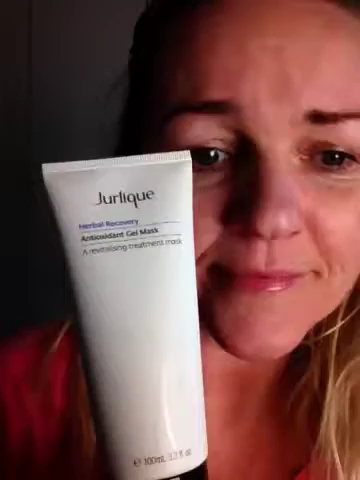 Jurlique
Herbal Recovery
Antioxidant Gel Mask
A revitalising treatment mask
℮ 100mL 3.3 fl oz